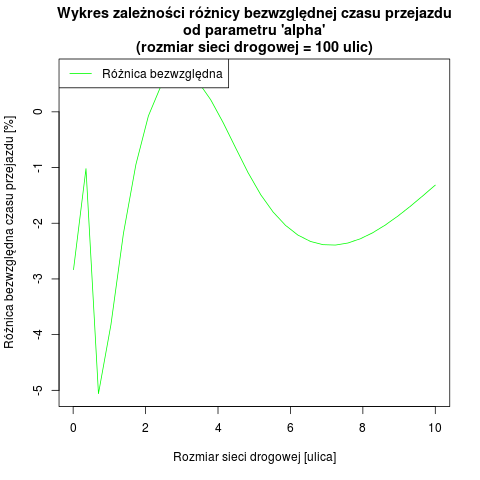 Wykres zależności różnicy bezwzględnej czasu przejazdu
od parametru 'alpha'
(rozmiar sieci drogowej = 100 ulic)
Różnica bezwzględna
Różnica bezwzględna czasu przejazdu [%]
0
-1
-2
-3
-4
-5
0 2 4 6 8 10
Rozmiar sieci drogowej [ulica]